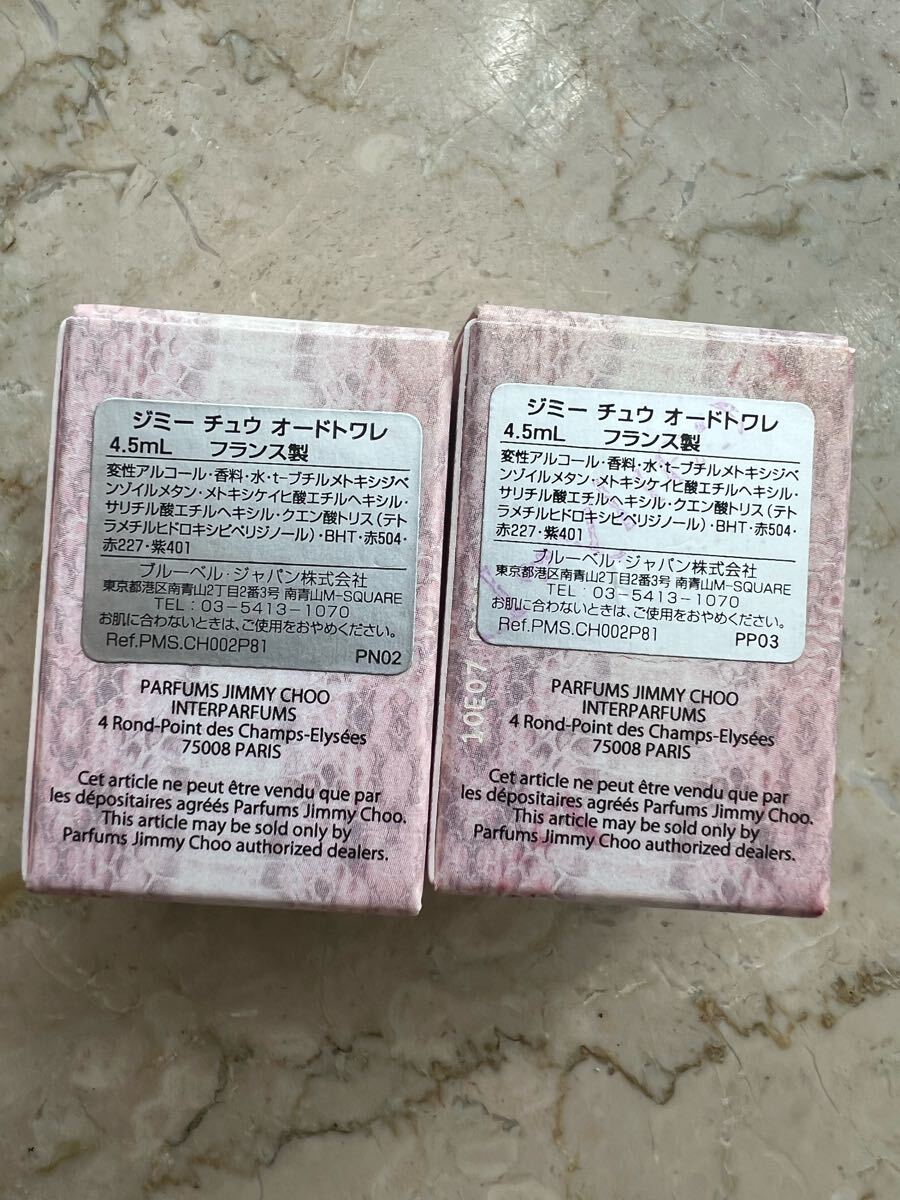 ジミー チュウ オードトワレ
4.5mL フランス製
変性アルコール・香料・水・t-ブチルメトキシジベ
ンゾイルメタン・メトキシケイヒ酸エチルヘキシル・
サリチル酸エチルヘキシル・クエン酸トリス(テト
ラメチルヒドロキシピペリジノール)・BHT・赤504・
赤227・紫401
ブルーベル・ジャパン株式会社
東京都港区南青山2丁目2番3号 南青山M-SQUARE
TEL:03-5413-1070
お肌に合わないときは、ご使用をおやめください。
Ref.PMS.CH002P81
PN02
PARFUMS JIMMY CHOO
INTERPARFUMS
4 Rond-Point des Champs-Elysées
75008 PARIS
Cet article ne peut être vendu que par
les dépositaires agréés Parfums Jimmy Choo.
This article may be sold only by
Parfums Jimmy Choo authorized dealers.
ジミー チュウ オードトワレ
4.5mL フランス製
変性アルコール・香料・水・t-ブチルメトキシジベ
ンゾイルメタン・メトキシケイヒ酸エチルヘキシル・
サリチル酸エチルヘキシル・クエン酸トリス(テト
ラメチルヒドロキシピペリジノール)・BHT・赤504・
赤227・紫401
ブルーベル・ジャパン株式会社
東京都港区南青山2丁目2番3号 南青山M-SQUARE
TEL:03-5413-1070
お肌に合わないときは、ご使用をおやめください。
Ref.PMS.CH002P81
PP03
10E07
PARFUMS JIMMY CHOO
INTERPARFUMS
4 Rond-Point des Champs-Elysées
75008 PARIS
Cet article ne peut être vendu que par
les dépositaires agréés Parfums Jimmy Choo.
This article may be sold only by
Parfums Jimmy Choo authorized dealers.